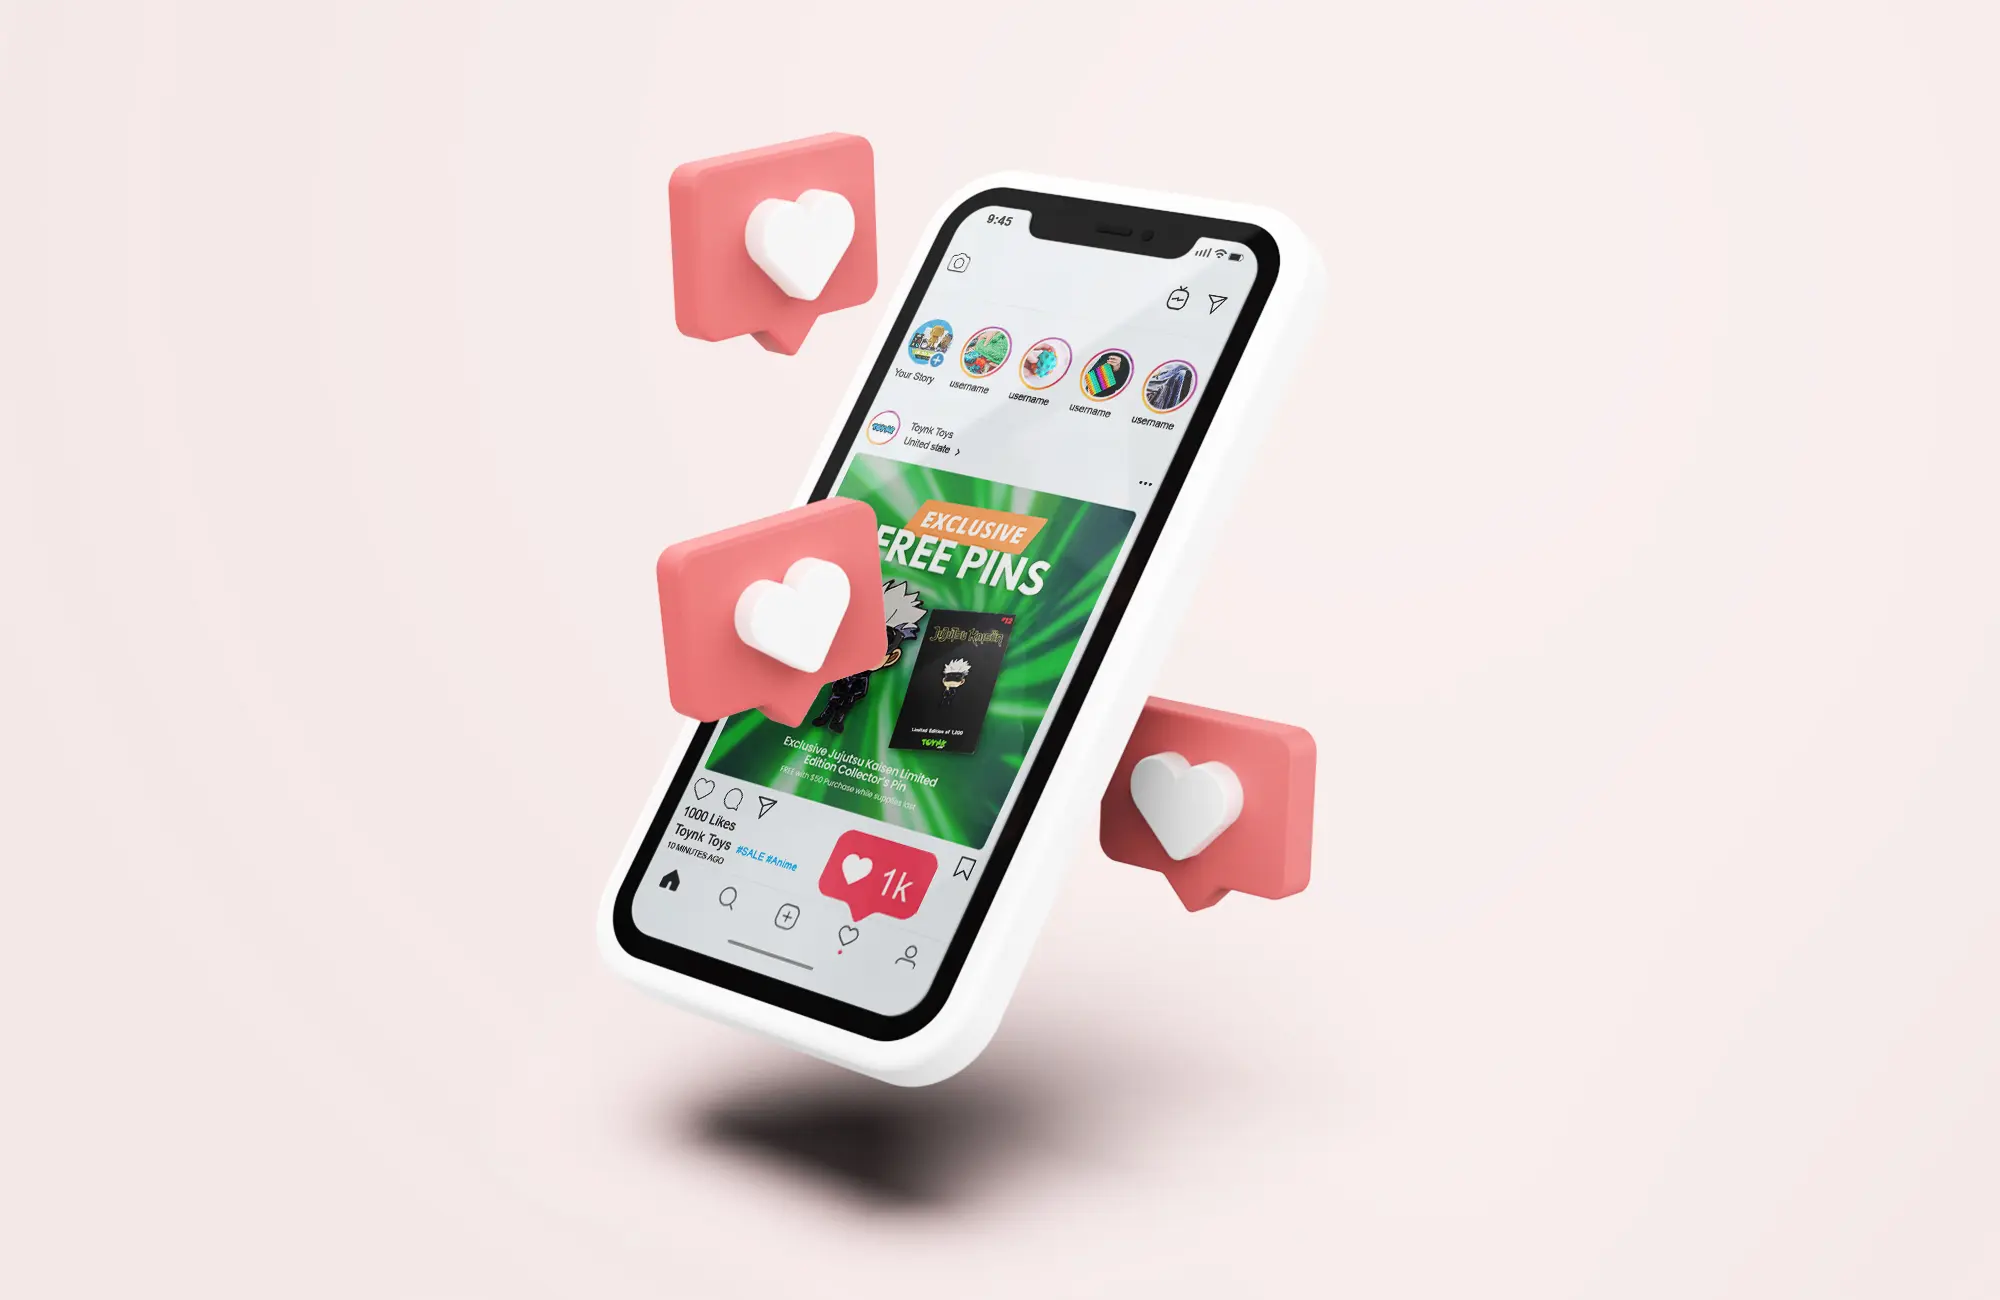 9:45
Your Story
username
username
username
username
TOYNK
Toynk Toys
United state >
EXCLUSIVE
FREE PINS
#12
JuJutsu Kaisen
Limited Edition of 1,200
TOYNK
Exclusive Jujutsu Kaisen Limited
Edition Collector's Pin
FREE with $50 Purchase while supplies last
1000 Likes
Toynk Toys #SALE #Anime
10 MINUTES AGO
1k